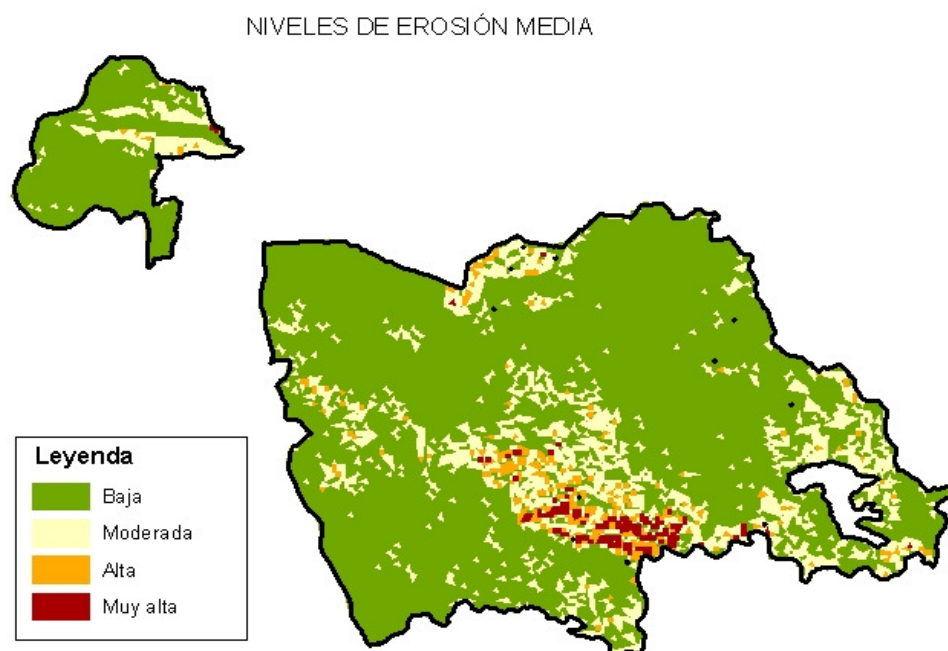 NIVELES DE EROSIÓN MEDIA
Leyenda
Baja
Moderada
Alta
Muy alta